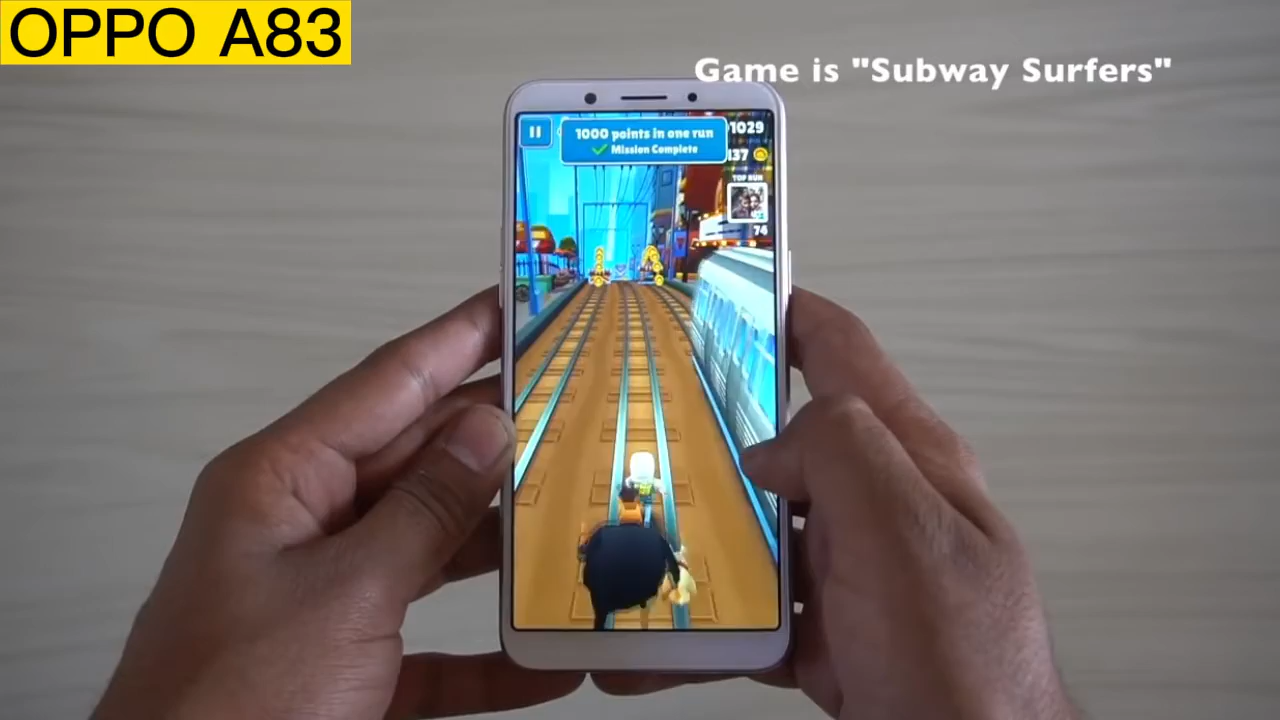 OPPO A83
Game is "Subway Surfers"
1000 points in one run
Mission Complete
1029
137
TOP RUN
74